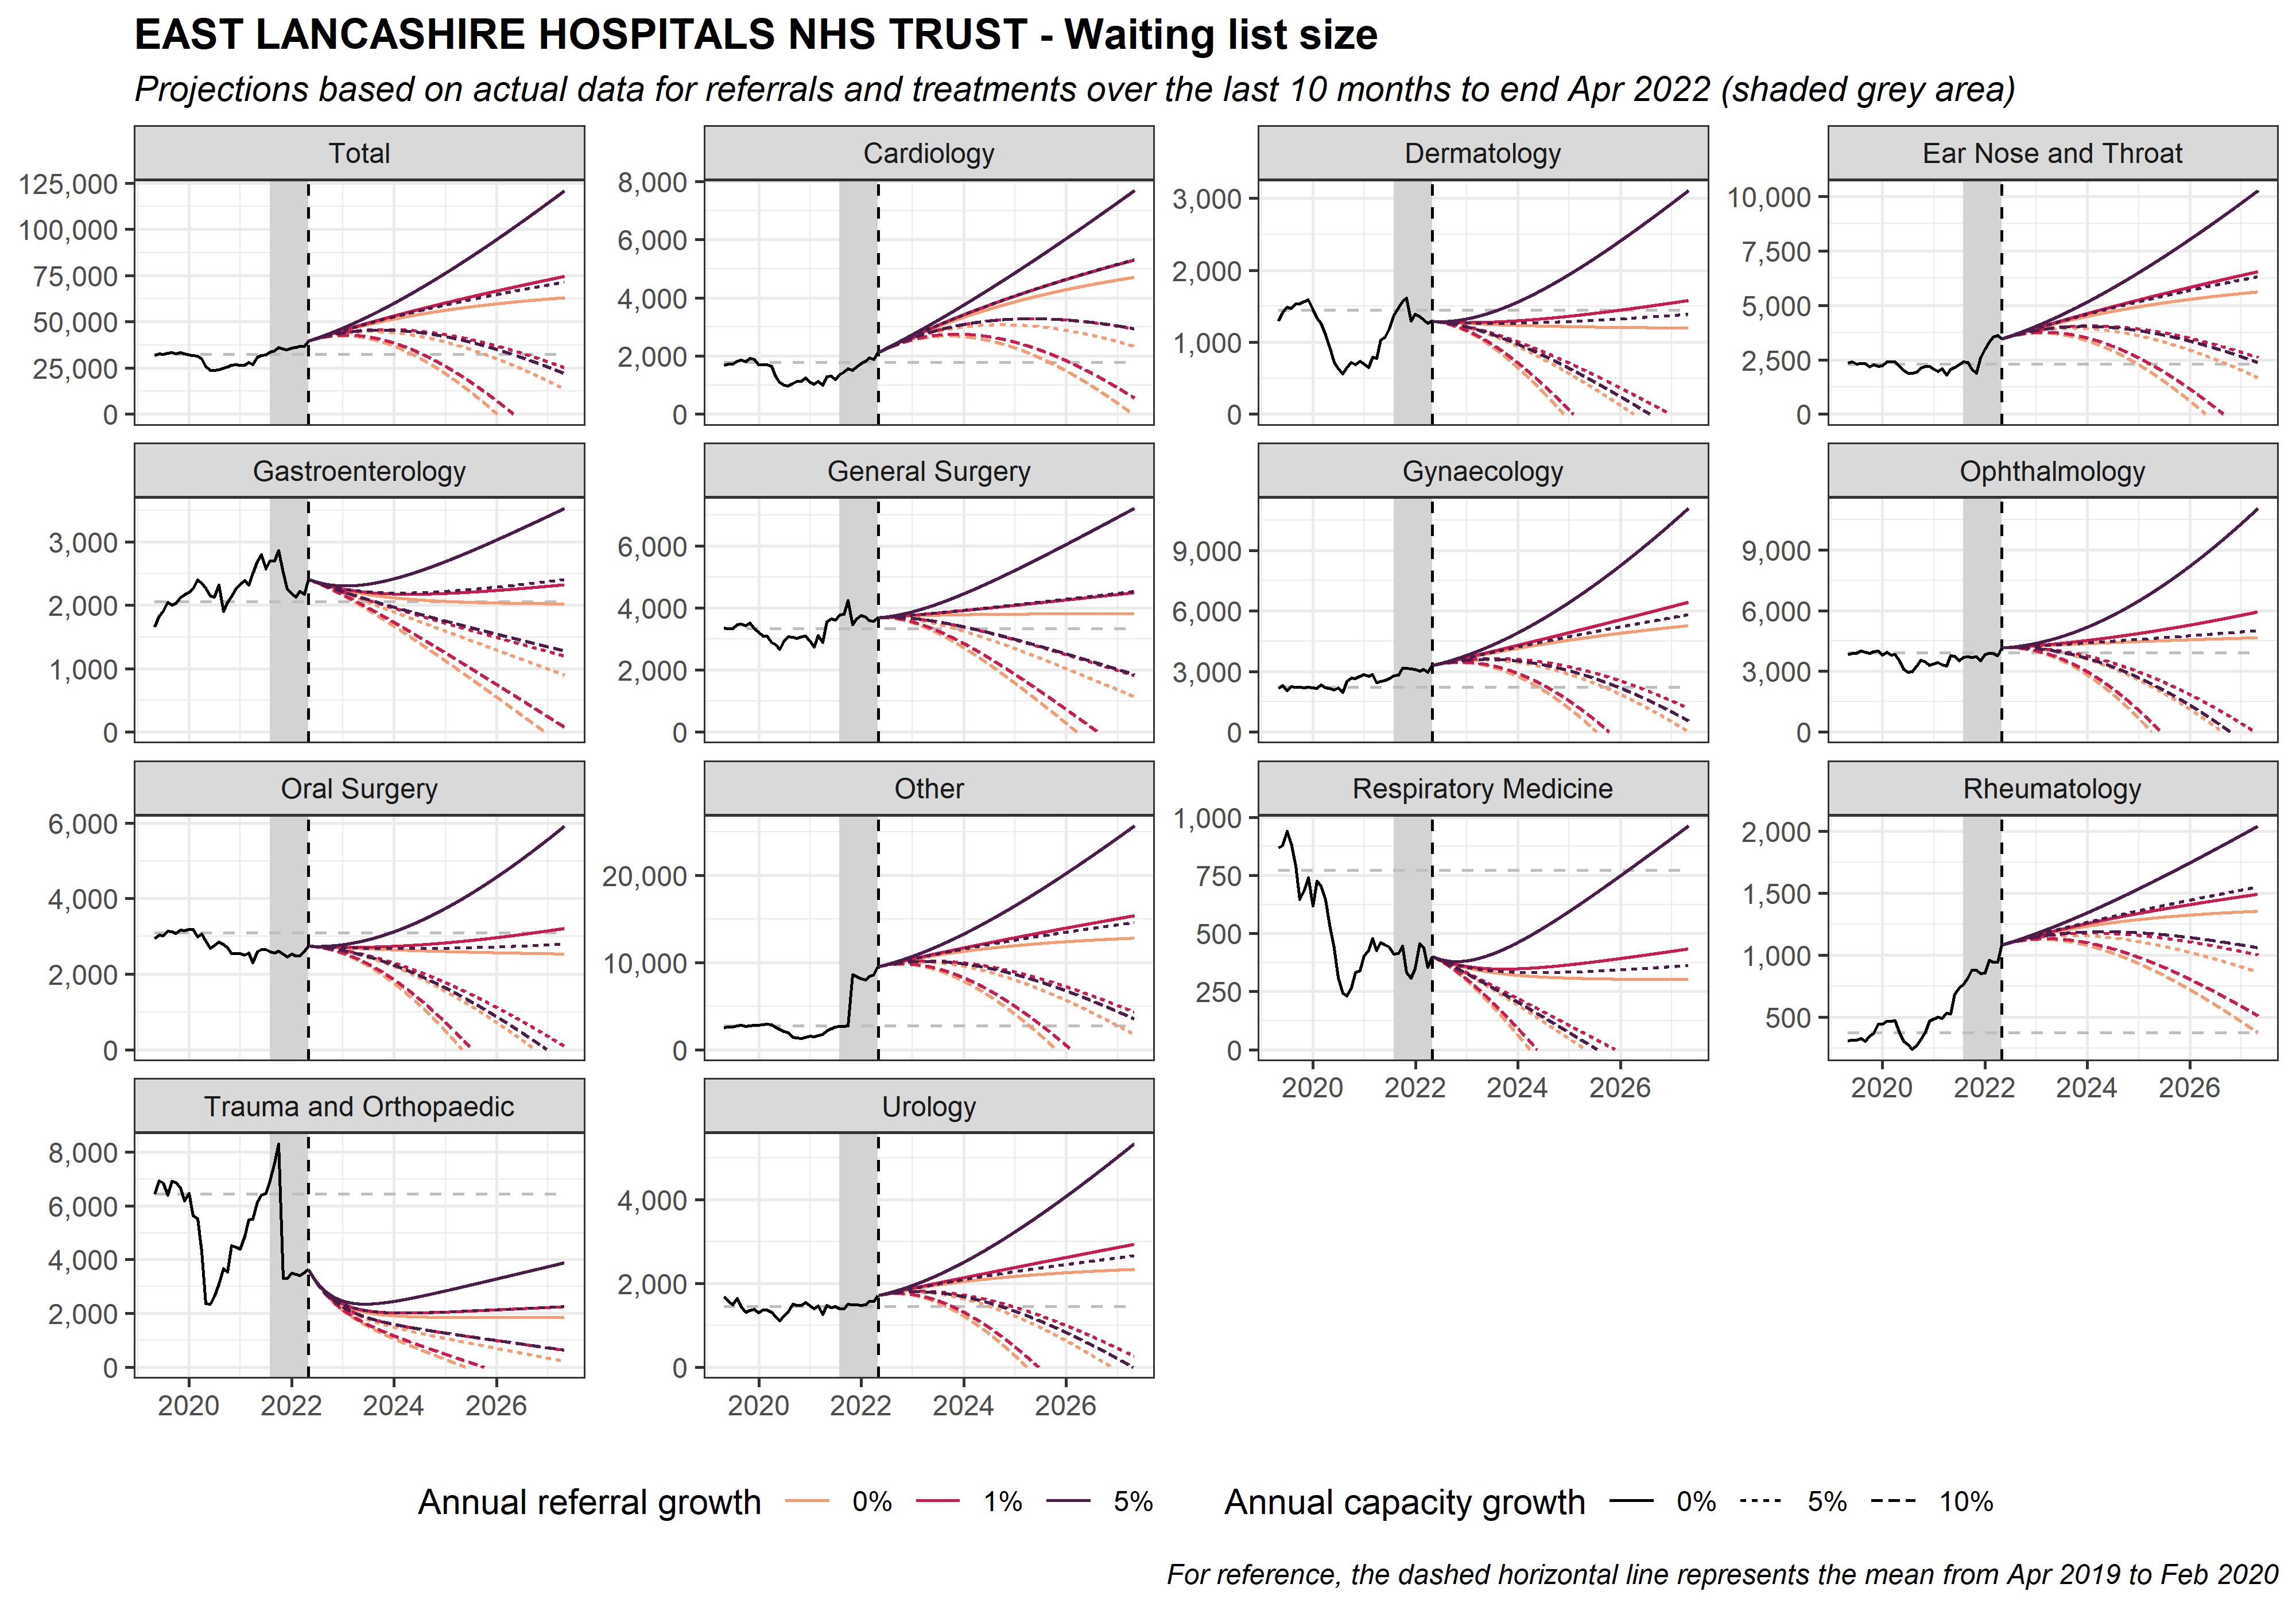 EAST LANCASHIRE HOSPITALS NHS TRUST - Waiting list size
Projections based on actual data for referrals and treatments over the last 10 months to end Apr 2022 (shaded grey area)
Total
125,000
100,000
75,000
50,000
25,000
0
Cardiology
8,000
6,000
4,000
2,000
0
Dermatology
3,000
2,000
1,000
0
Ear Nose and Throat
10,000
7,500
5,000
2,500
0
Gastroenterology
3,000
2,000
1,000
0
General Surgery
6,000
4,000
2,000
0
Gynaecology
9,000
6,000
3,000
0
Ophthalmology
9,000
6,000
3,000
0
Oral Surgery
6,000
4,000
2,000
0
Other
20,000
10,000
0
Respiratory Medicine
1,000
750
500
250
0
2020 2022 2024 2026
Rheumatology
2,000
1,500
1,000
500
2020 2022 2024 2026
Trauma and Orthopaedic
8,000
6,000
4,000
2,000
0
2020 2022 2024 2026
Urology
4,000
2,000
0
2020 2022 2024 2026
Annual referral growth 0% 1% 5%
Annual capacity growth 0% 5% 10%
For reference, the dashed horizontal line represents the mean from Apr 2019 to Feb 2020